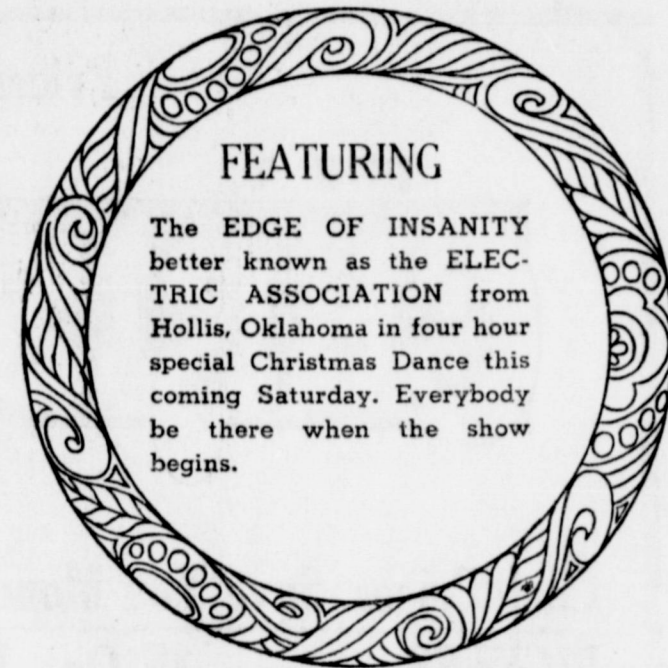 FEATURING
The EDGE OF INSANITY
better known as the ELEC-
TRIC ASSOCIATION from
Hollis, Oklahoma in four hour
special Christmas Dance this
coming Saturday. Everybody
be there when the show
begins.